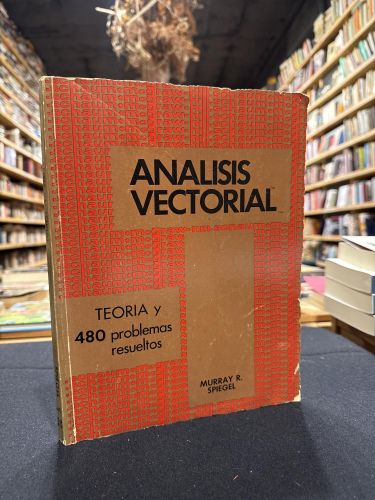 ANALISIS
VECTORIAL
TEORIA y
480 problemas
resueltos
MURRAY R.
SPIEGEL